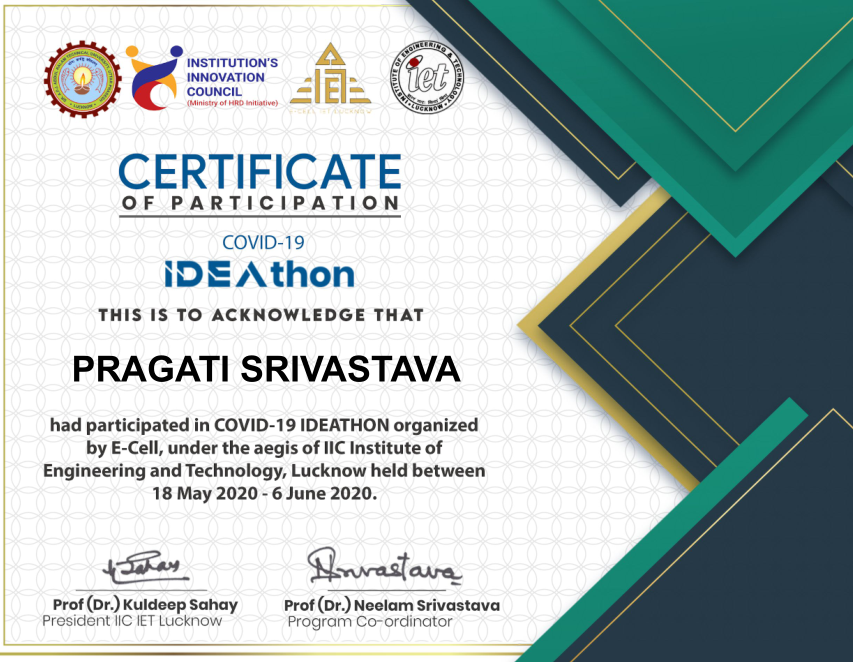 INSTITUTION'S
INNOVATION
COUNCIL
(Ministry of HRD Initiative)
IET
E-CELL IET LUCKNOW
INSTITUTE OF ENGINEERING & TECHNOLOGY
iet
LUCKNOW
CERTIFICATE
OF PARTICIPATION
COVID-19
IDEAthon
THIS IS TO ACKNOWLEDGE THAT
PRAGATI SRIVASTAVA
had participated in COVID-19 IDEATHON organized
by E-Cell, under the aegis of IIC Institute of
Engineering and Technology, Lucknow held between
18 May 2020 - 6 June 2020.
Prof (Dr.) Kuldeep Sahay
President IIC IET Lucknow
Prof (Dr.) Neelam Srivastava
Program Co-ordinator